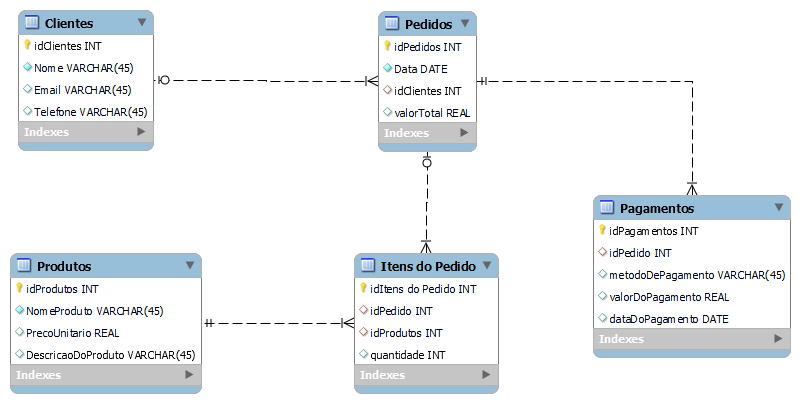 Clientes
idClientes INT
Nome VARCHAR(45)
Email VARCHAR(45)
Telefone VARCHAR(45)
Indexes
Pedidos
idPedidos INT
Data DATE
idClientes INT
valorTotal REAL
Indexes
Pagamentos
idPagamentos INT
idPedido INT
metodoDePagamento VARCHAR(45)
valorDoPagamento REAL
dataDoPagamento DATE
Indexes
Produtos
idProdutos INT
NomeProduto VARCHAR(45)
PrecoUnitario REAL
DescricaoDoProduto VARCHAR(45)
Indexes
Itens do Pedido
idItens do Pedido INT
idPedido INT
idProdutos INT
quantidade INT
Indexes